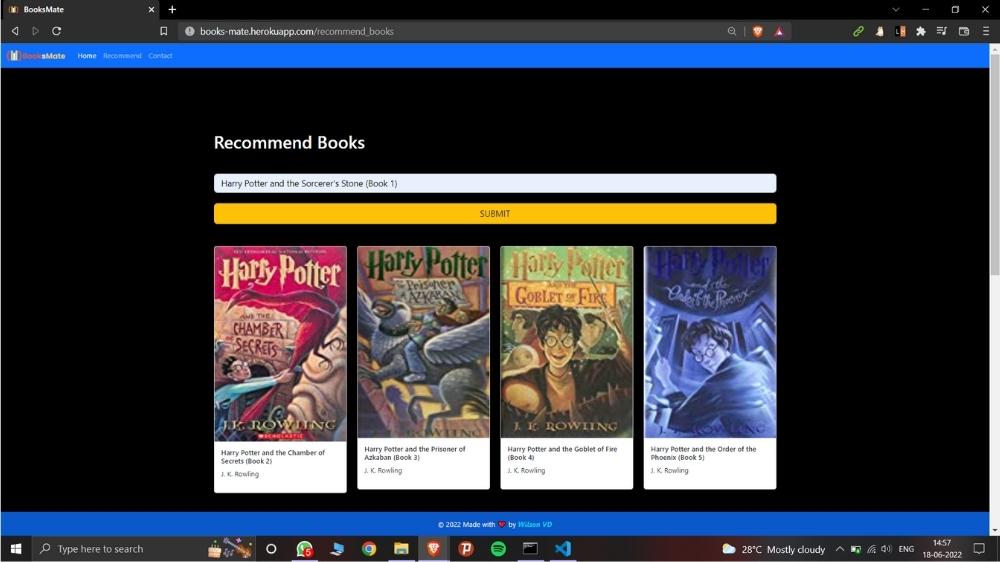 BooksMate
books-mate.herokuapp.com/recommend_books
BooksMate Home Recommend Contact
Recommend Books
Harry Potter and the Sorcerer's Stone (Book 1)
SUBMIT
Harry Potter
AND THE
CHAMBER
OF
SECRETS
J.K. ROWLING
SCHOLASTIC
Harry Potter and the Chamber of
Secrets (Book 2)
J. K. Rowling
Harry Potter
Prisoner
AZKABAN
J.K. ROWLING
Harry Potter and the Prisoner of
Azkaban (Book 3)
J. K. Rowling
Harry Potter
AND THE
GOBLET OF FIRE
J. K. ROWLING
Harry Potter and the Goblet of Fire
(Book 4)
J. K. Rowling
Harry Potter
and the
Order of the Phoenix
J. K. ROWLING
Harry Potter and the Order of the
Phoenix (Book 5)
J. K. Rowling
© 2022 Made with ❤ by Wilson VD
Type here to search
5
28°C Mostly cloudy
ENG
14:57
18-06-2022